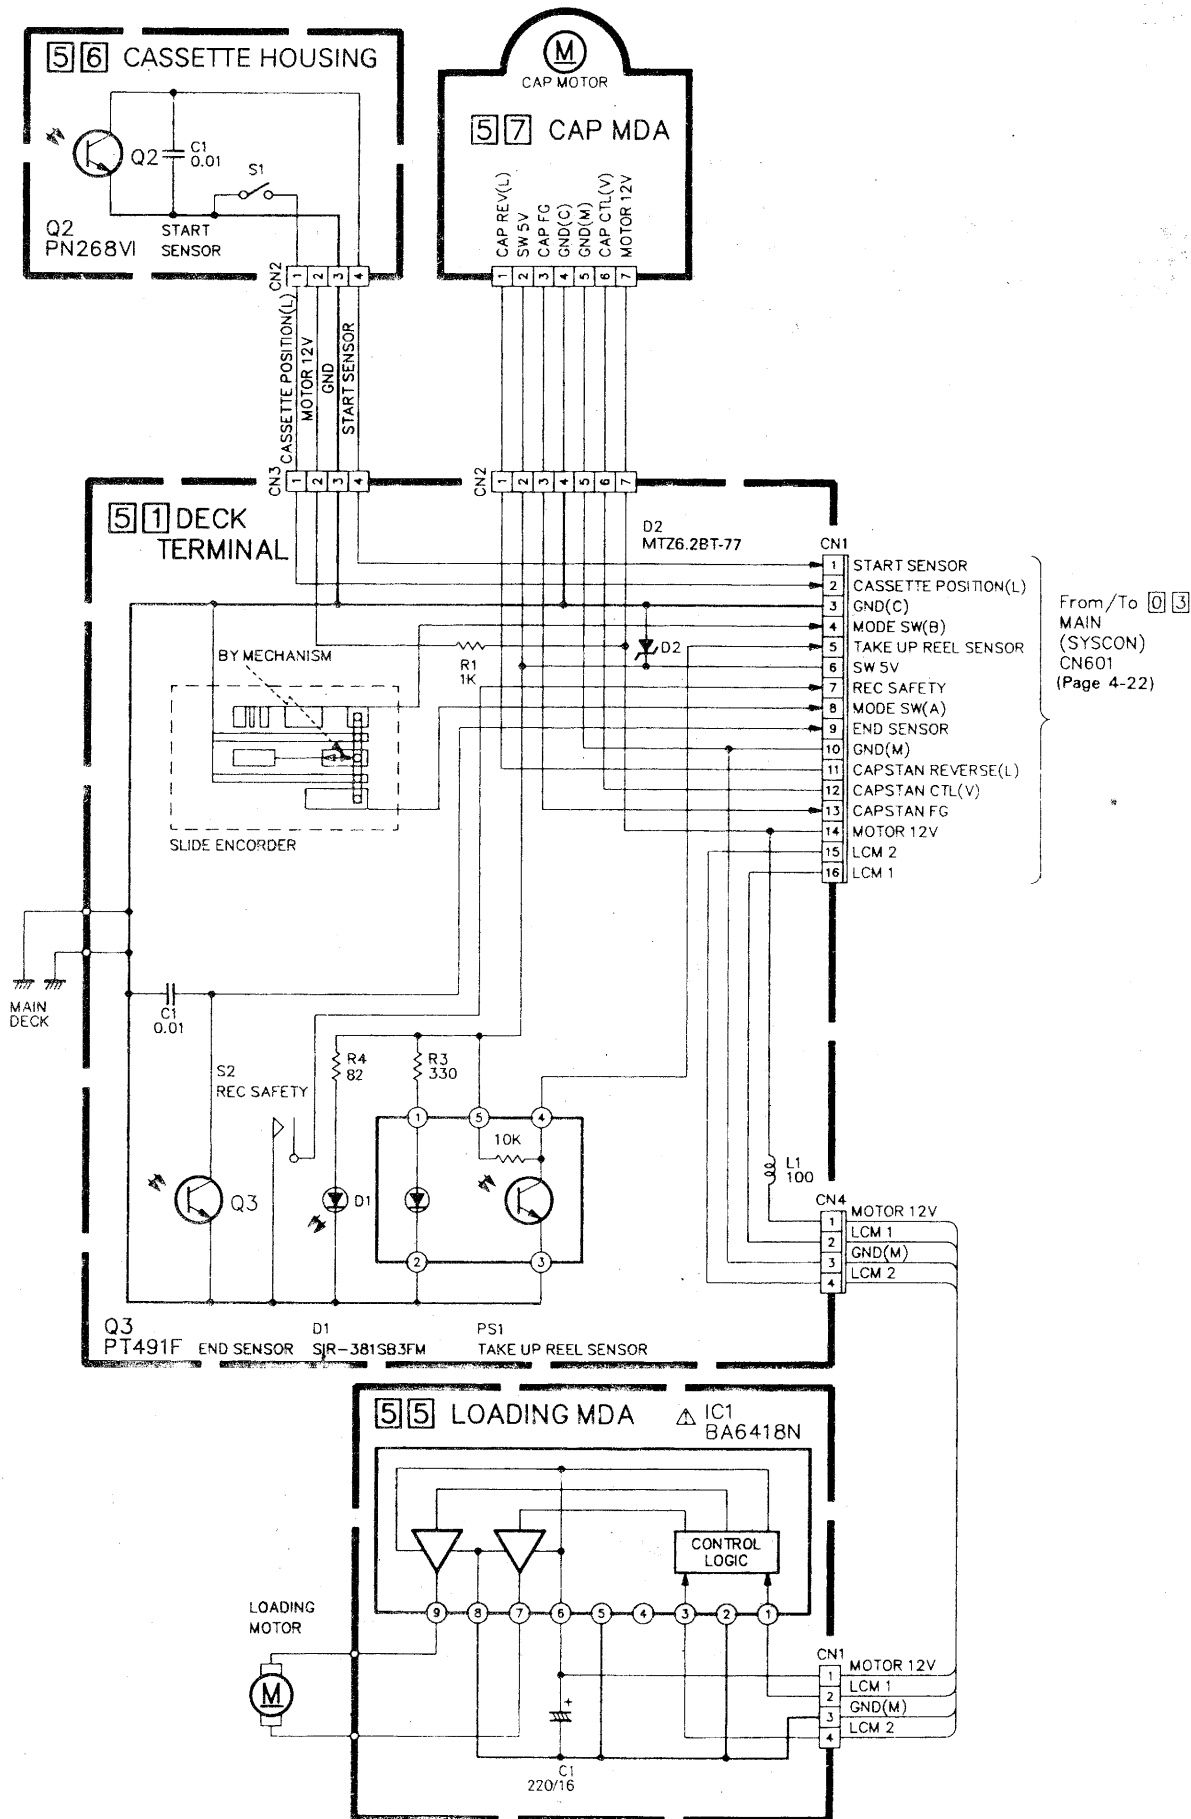 5 6 CASSETTE HOUSING
Q2
C1
0.01
S1
Q2
PN268VI
START
SENSOR
M
CAP MOTOR
5 7 CAP MDA
CAP REV(L)
SW 5V
CAP FG
GND(C)
GND(M)
CAP CTL(V)
MOTOR 12V
CN2
1 2 3 4
1 2 3 4 5 6 7
CASSETTE POSITION(L)
MOTOR 12V
GND
START SENSOR
CN3
1 2 3 4
CN2
1 2 3 4 5 6 7
5 1 DECK
TERMINAL
D2
MTZ6.2BT-77
CN1
1 START SENSOR
2 CASSETTE POSITION(L)
3 GND(C)
4 MODE SW(B)
5 TAKE UP REEL SENSOR
6 SW 5V
7 REC SAFETY
8 MODE SW(A)
9 END SENSOR
10 GND(M)
11 CAPSTAN REVERSE(L)
12 CAPSTAN CTL(V)
13 CAPSTAN FG
14 MOTOR 12V
15 LCM 2
16 LCM 1
From/To 0 3
MAIN
(SYSCON)
CN601
(Page 4-22)
D2
R1
1K
BY MECHANISM
SLIDE ENCORDER
MAIN
DECK
C1
0.01
S2
REC SAFETY
R4
82
R3
330
1 5 4
10K
Q3
D1
2 3
L1
100
CN4
1 MOTOR 12V
2 LCM 1
3 GND(M)
4 LCM 2
Q3
PT491F END SENSOR
D1
SIR-381SB3FM
PS1
TAKE UP REEL SENSOR
5 5 LOADING MDA
IC1
BA6418N
CONTROL
LOGIC
9 8 7 6 5 4 3 2 1
LOADING
MOTOR
M
+
C1
220/16
CN1
1 MOTOR 12V
2 LCM 1
3 GND(M)
4 LCM 2